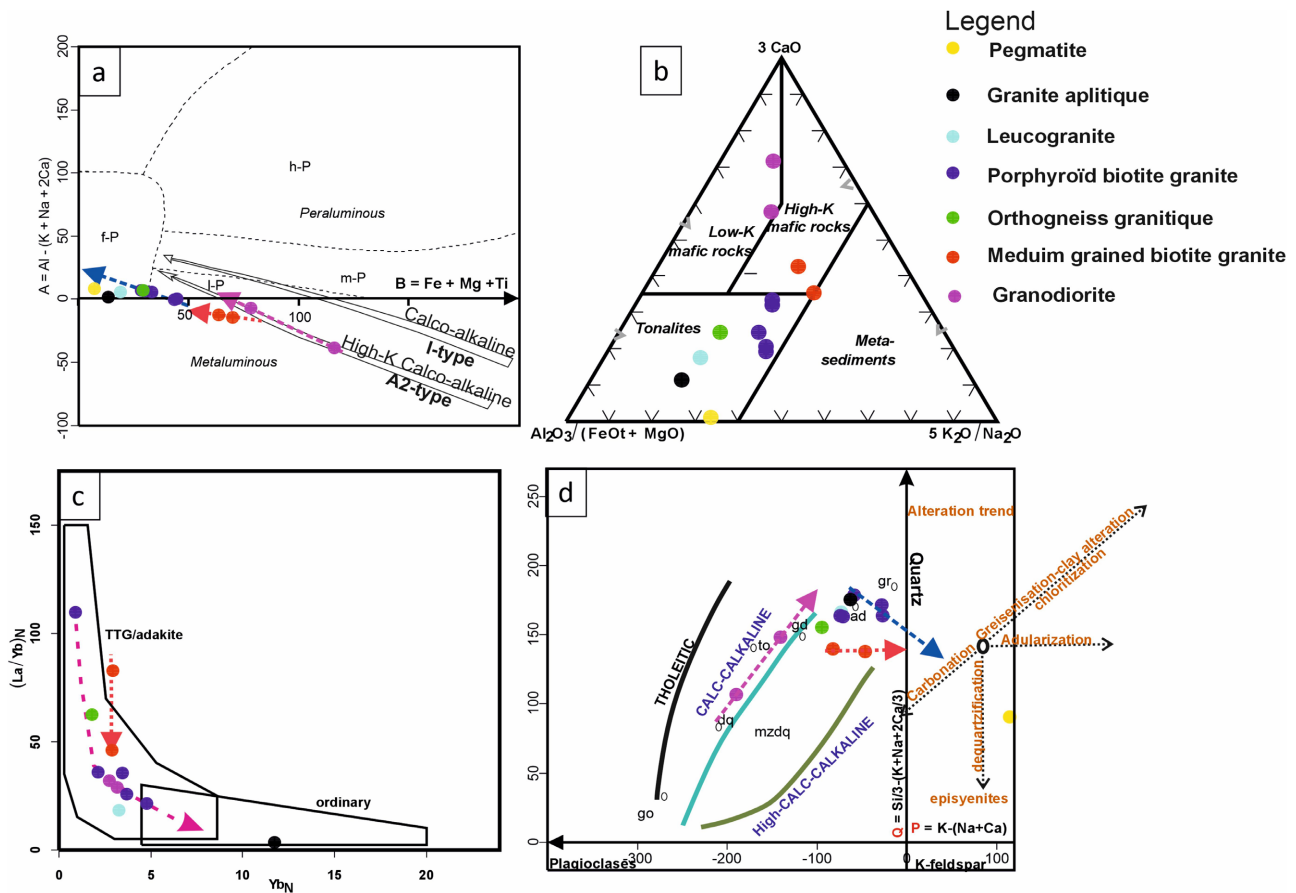 Legend
Pegmatite
Granite aplitique
Leucogranite
Porphyroïd biotite granite
Orthogneiss granitique
Meduim grained biotite granite
Granodiorite
a
A = Al - (K + Na + 2Ca)
200
150
100
50
0
-50
-100
h-P
Peraluminous
f-P
m-P
l-P
B = Fe + Mg +Ti
50
100
Calco-alkaline
I-type
High-K Calco-alkaline
A2-type
Metaluminous
b
3 CaO
High-K
mafic rocks
Low-K
mafic rocks
Tonalites
Meta-
sediments
Al2O3/(FeOt + MgO)
5 K2O/Na2O
c
(La/Yb)N
150
100
50
0
TTG/adakite
ordinary
0
5
10
15
20
YbN
d
250
200
150
100
50
0
THOLEITIC
CALC-CALKALINE
High-CALC-CALKALINE
go
dq
to
gd
ad
gr
mzdq
Quartz
Alteration trend
Greisenisation-clay alteration
chloritization
Adularization
Carbonation
dequartzification
episyenites
Q = Si/3-(K+Na+2Ca/3)
P = K-(Na+Ca)
Plagioclases
-300
-200
-100
0
K-feldspar
100